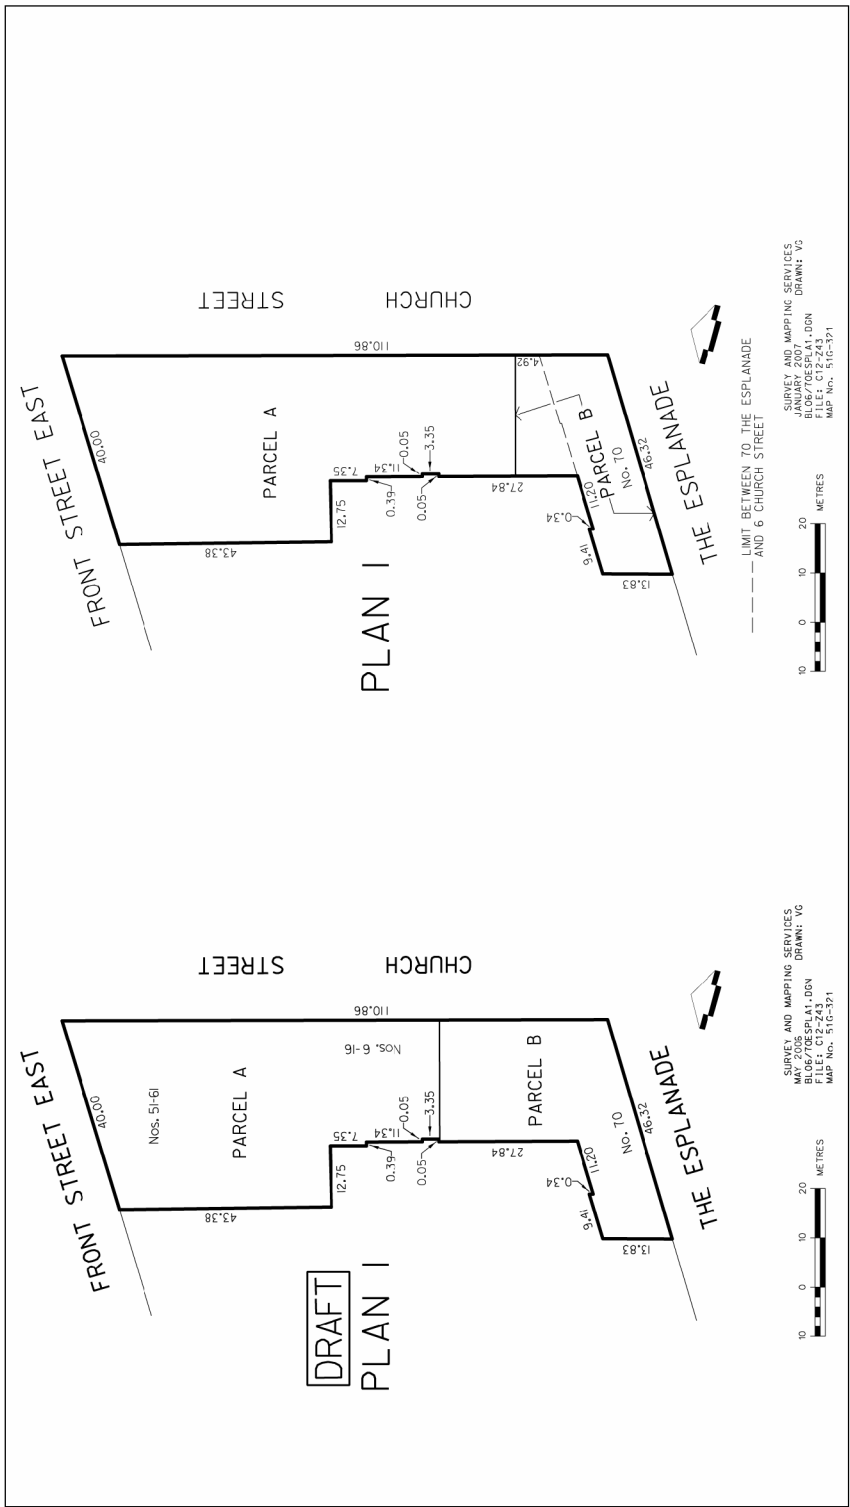 FRONT STREET EAST
CHURCH STREET
THE ESPLANADE
40.00
110.86
43.38
Nos. 51-61
PARCEL A
Nos. 6-16
12.75
7.35
11.34
0.39
0.05
0.05
3.35
27.84
PARCEL B
11.20
0.34
9.41
No. 70
46.32
13.83
DRAFT
PLAN 1
10 0 10 20
METRES
SURVEY AND MAPPING SERVICES
MAY 2006 DRAWN: VG
BL06/70ESPLA1.DGN
FILE: C12-Z43
MAP No. 51G-321
FRONT STREET EAST
CHURCH STREET
THE ESPLANADE
40.00
110.86
43.38
PARCEL A
12.75
7.35
11.34
0.39
0.05
0.05
3.35
27.84
14.92
PARCEL B
11.20
0.34
9.41
No. 70
46.32
13.83
PLAN 1
LIMIT BETWEEN 70 THE ESPLANADE
AND 6 CHURCH STREET
10 0 10 20
METRES
SURVEY AND MAPPING SERVICES
JANUARY 2007 DRAWN: VG
BL06/70ESPLA1.DGN
FILE: C12-Z43
MAP No. 51G-321